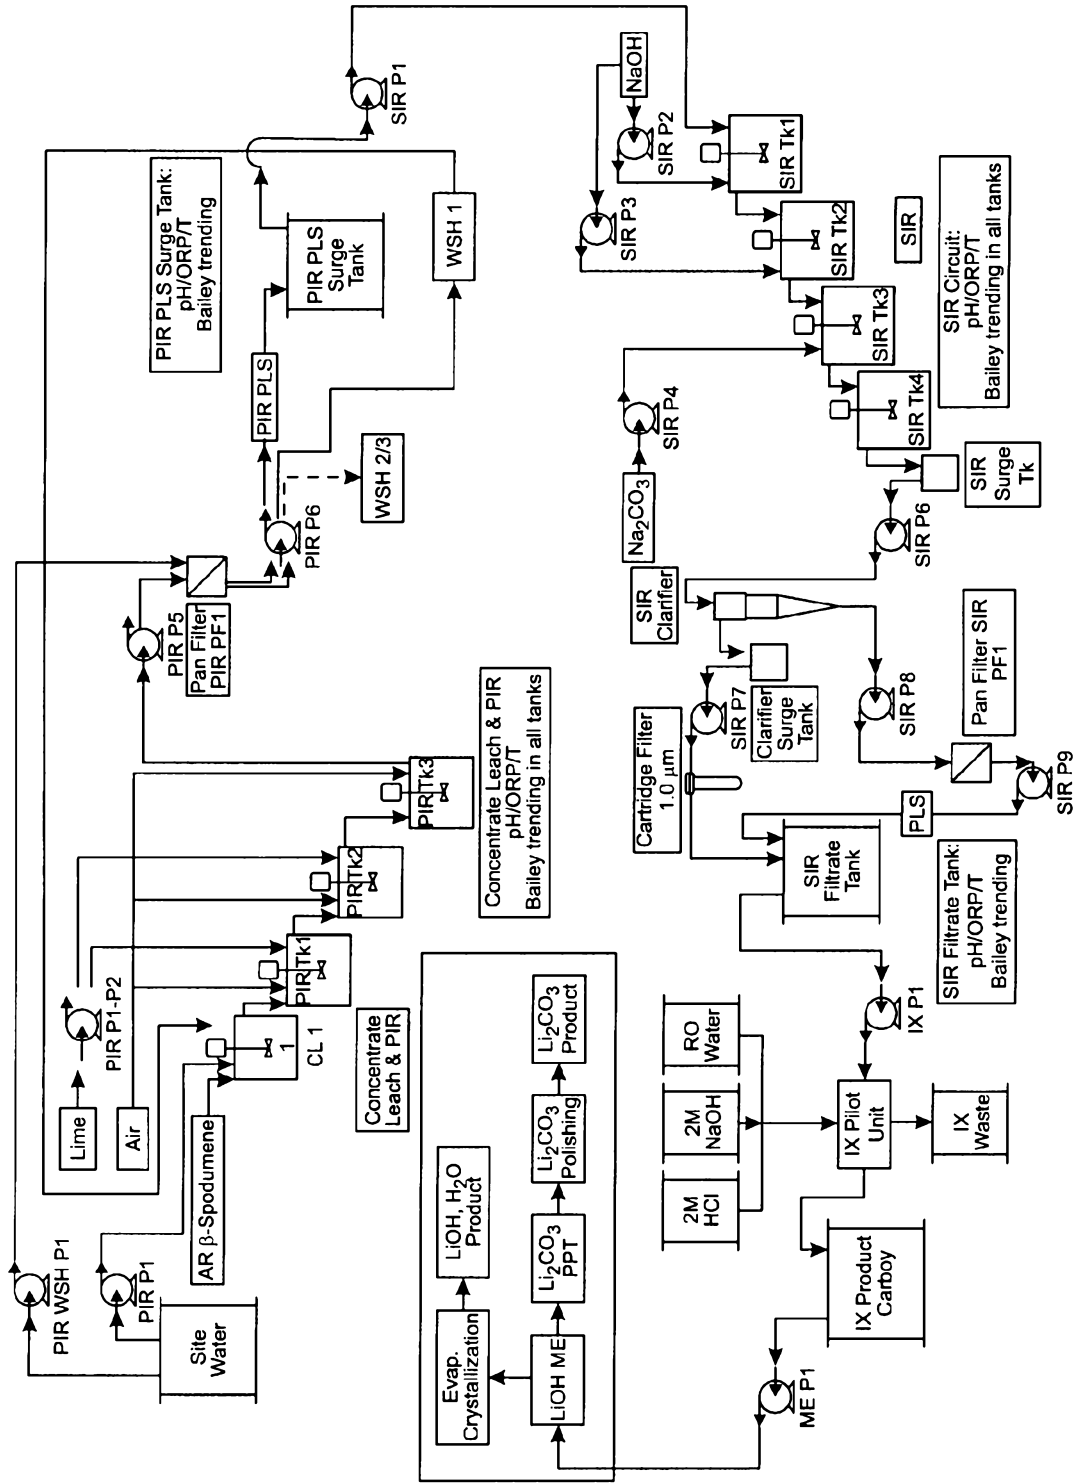 Site
Water
PIR WSH P1
PIR P1
AR β-Spodumene
Lime
Air
PIR P1-P2
1
CL 1
Concentrate
Leach & PIR
PIR Tk1
PIR Tk2
PIR Tk3
Concentrate Leach & PIR
pH/ORP/T
Bailey trending in all tanks
PIR P5
Pan Filter
PIR PF1
PIR P6
WSH 2/3
PIR PLS
PIR PLS Surge Tank:
pH/ORP/T
Bailey trending
PIR PLS
Surge
Tank
WSH 1
SIR P1
NaOH
SIR P2
SIR P3
SIR Tk1
SIR Tk2
SIR Tk3
SIR Tk4
SIR
SIR Circuit:
pH/ORP/T
Bailey trending in all tanks
Na2CO3
SIR P4
SIR
Surge
Tk
SIR P6
SIR
Clarifier
SIR P7
Clarifier
Surge
Tank
Cartridge Filter
1.0 μm
SIR P8
Pan Filter SIR
PF1
SIR P9
PLS
SIR
Filtrate
Tank
SIR Filtrate Tank:
pH/ORP/T
Bailey trending
IX P1
RO
Water
2M
NaOH
2M
HCl
IX Pilot
Unit
IX
Waste
IX Product
Carboy
ME P1
LiOH ME
Evap.
Crystallization
LiOH, H2O
Product
Li2CO3
PPT
Li2CO3
Polishing
Li2CO3
Product